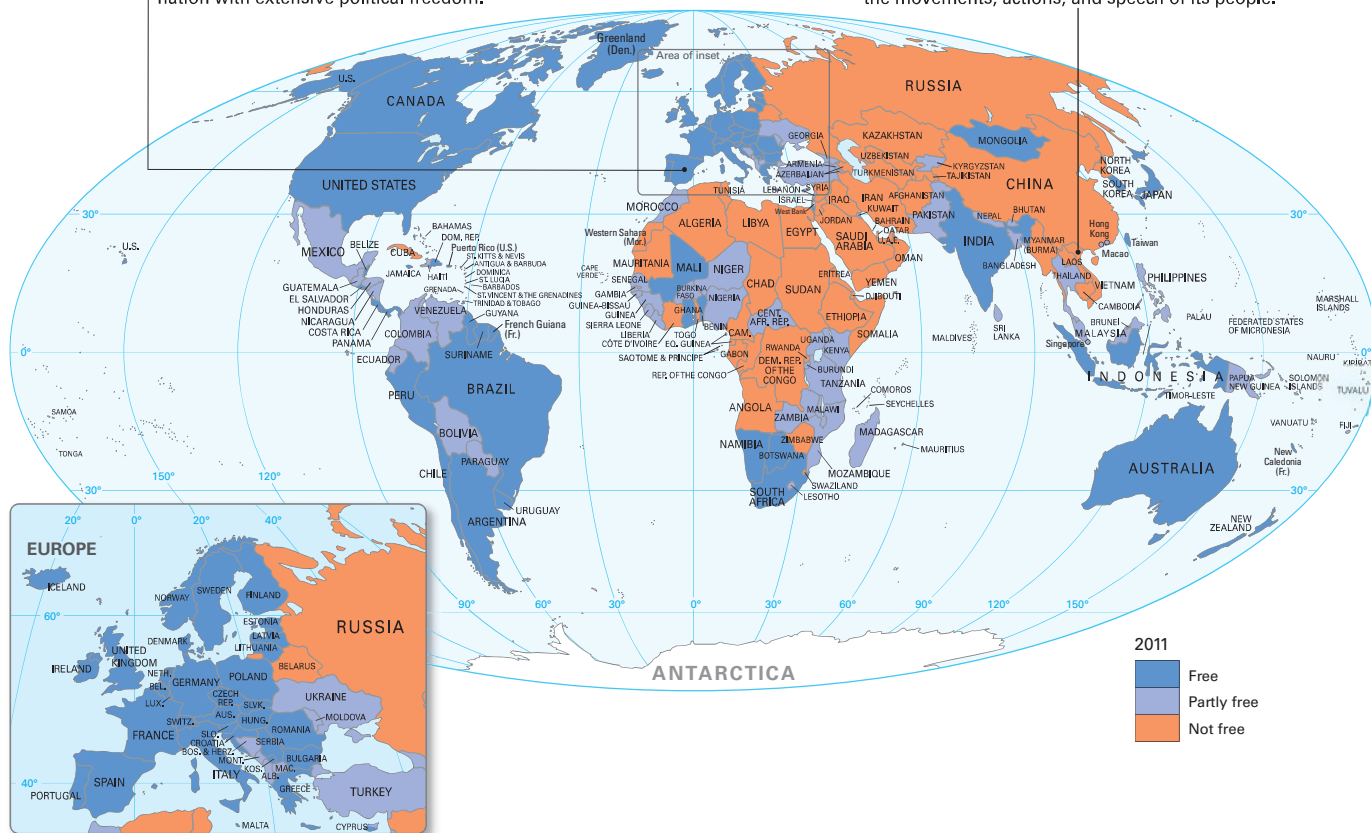 nation with extensive political freedom.
the movements, actions, and speech of its people.
Greenland
(Den.)
Area of inset
U.S.
CANADA
RUSSIA
UNITED STATES
GEORGIA
KAZAKHSTAN
MONGOLIA
UZBEKISTAN
ARMENIA
AZERBAIJAN
KYRGYZSTAN
TURKMENISTAN
TAJIKISTAN
NORTH
KOREA
CHINA
SOUTH
KOREA
JAPAN
TUNISIA
LEBANON
SYRIA
ISRAEL
West Bank
IRAQ
IRAN
AFGHANISTAN
KUWAIT
JORDAN
BAHRAIN
QATAR
U.A.E.
PAKISTAN
NEPAL
BHUTAN
MOROCCO
30°
30°
ALGERIA
LIBYA
EGYPT
SAUDI
ARABIA
OMAN
INDIA
Hong
Kong
Macao
Taiwan
MYANMAR
(BURMA)
BANGLADESH
LAOS
THAILAND
VIETNAM
CAMBODIA
PHILIPPINES
U.S.
MEXICO
BELIZE
BAHAMAS
CUBA
DOM. REP.
Puerto Rico (U.S.)
ST. KITTS & NEVIS
ANTIGUA & BARBUDA
DOMINICA
ST. LUCIA
BARBADOS
ST. VINCENT & THE GRENADINES
TRINIDAD & TOBAGO
JAMAICA
HAITI
GRENADA
GUATEMALA
EL SALVADOR
HONDURAS
NICARAGUA
COSTA RICA
PANAMA
VENEZUELA
GUYANA
French Guiana
(Fr.)
COLOMBIA
SURINAME
ECUADOR
PERU
BRAZIL
BOLIVIA
PARAGUAY
CHILE
URUGUAY
ARGENTINA
Western Sahara
(Mor.)
MAURITANIA
CAPE
VERDE
MALI
NIGER
CHAD
SUDAN
ERITREA
YEMEN
DJIBOUTI
SENEGAL
GAMBIA
GUINEA-BISSAU
GUINEA
SIERRA LEONE
LIBERIA
CÔTE D'IVOIRE
BURKINA
FASO
GHANA
TOGO
BENIN
NIGERIA
CAM.
CENT.
AFR. REP.
ETHIOPIA
SOMALIA
EQ. GUINEA
SAO TOME & PRINCIPE
GABON
REP. OF THE CONGO
RWANDA
DEM. REP.
OF THE
CONGO
UGANDA
KENYA
BURUNDI
TANZANIA
COMOROS
SEYCHELLES
ANGOLA
MALAWI
ZAMBIA
MADAGASCAR
MAURITIUS
NAMIBIA
ZIMBABWE
BOTSWANA
MOZAMBIQUE
SWAZILAND
LESOTHO
SOUTH
AFRICA
MALDIVES
SRI
LANKA
BRUNEI
MALAYSIA
Singapore
INDONESIA
PALAU
MARSHALL
ISLANDS
FEDERATED STATES
OF MICRONESIA
NAURU
TUVALU
PAPUA
NEW GUINEA
SOLOMON
ISLANDS
TIMOR-LESTE
VANUATU
FIJI
New
Caledonia
(Fr.)
AUSTRALIA
NEW
ZEALAND
SAMOA
TONGA
0°
0°
150°
120°
30°
30°
90°
60°
30°
0°
30°
60°
90°
120°
150°
ANTARCTICA
20°
0°
20°
40°
EUROPE
ICELAND
60°
NORWAY
SWEDEN
FINLAND
ESTONIA
LATVIA
LITHUANIA
RUSSIA
DENMARK
UNITED
KINGDOM
IRELAND
NETH.
BEL.
LUX.
GERMANY
POLAND
BELARUS
CZECH
REP.
SLVK.
UKRAINE
AUS.
HUNG.
MOLDOVA
SWITZ.
FRANCE
SLO.
CROATIA
BOS. & HERZ.
SERBIA
ROMANIA
MONT.
KOS.
BULGARIA
MAC.
ALB.
ITALY
GREECE
TURKEY
PORTUGAL
SPAIN
40°
MALTA
CYPRUS
2011
Free
Partly free
Not free